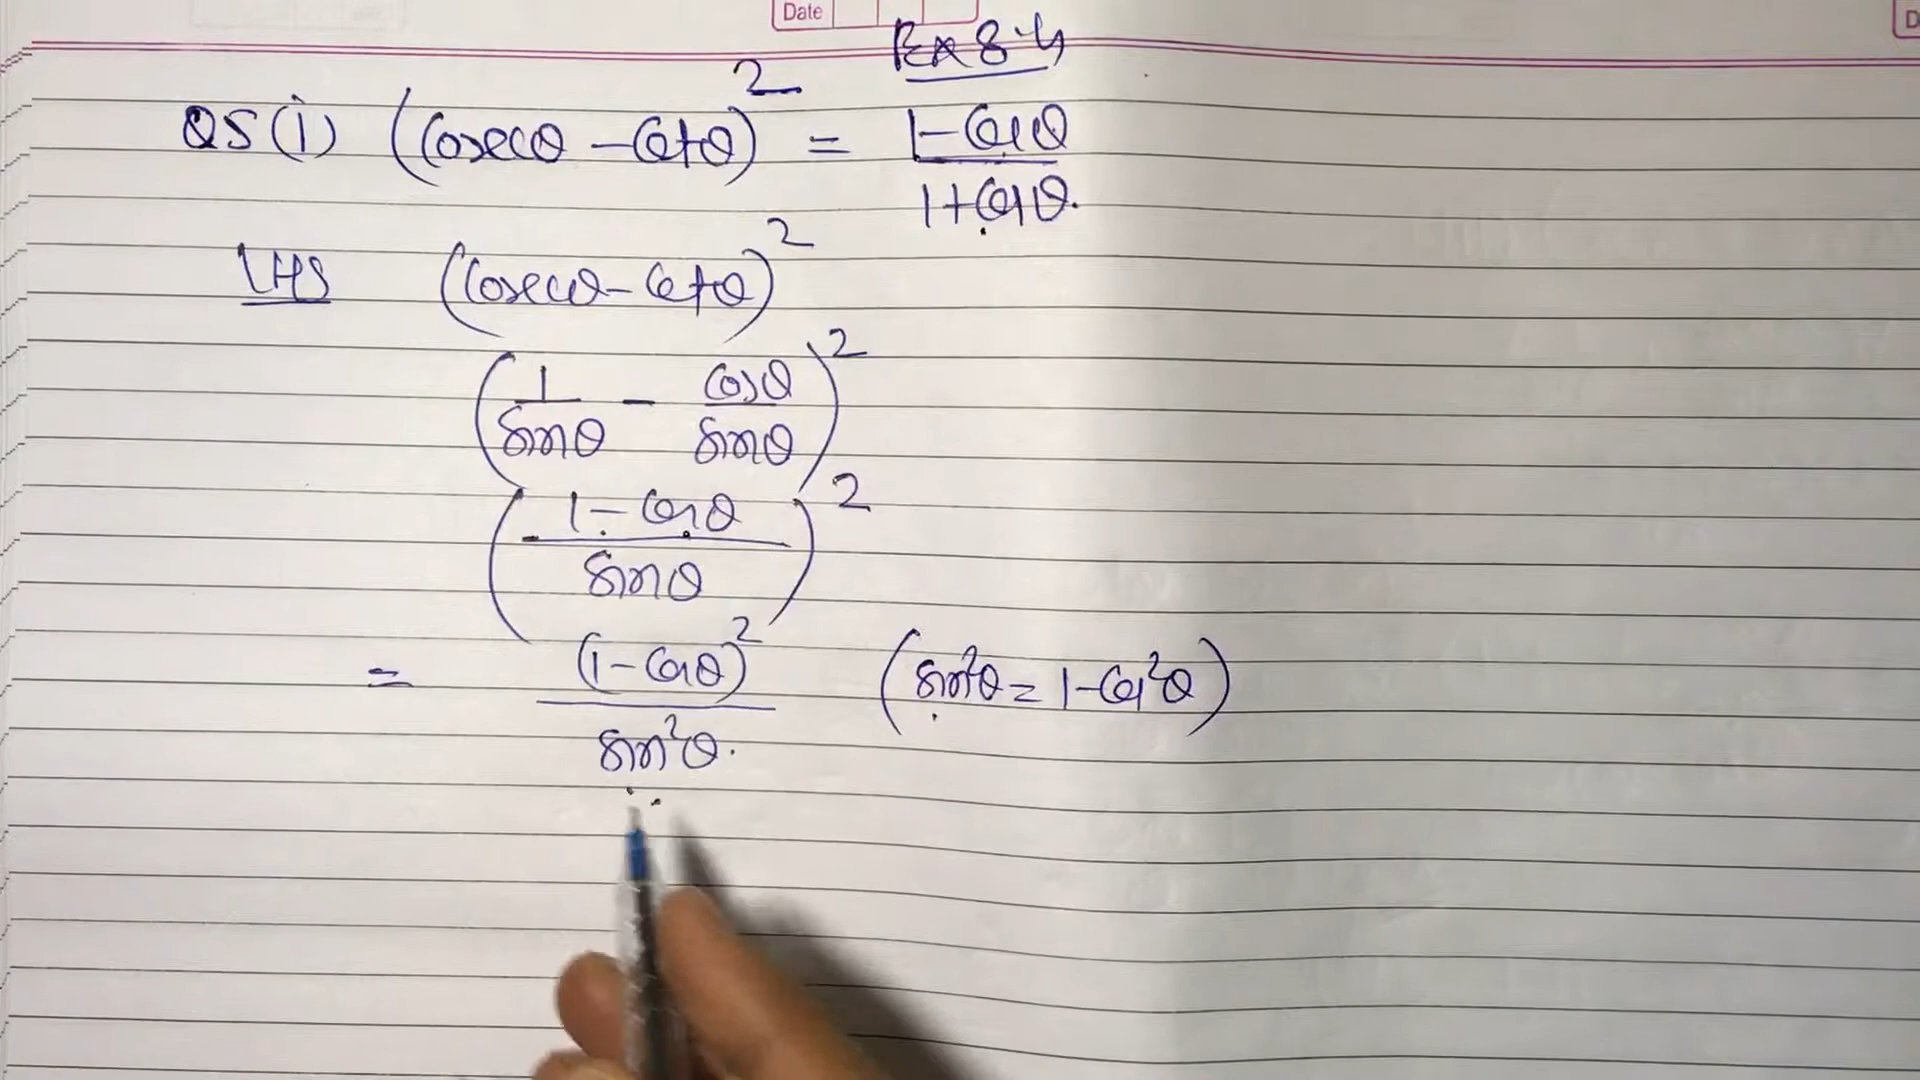 Date
Ex 8.4
Q5(i) (Cosecθ - Cotθ)² = 1-Cosθ / 1+Cosθ.
LHS (Cosecθ - Cotθ)²
(1/Sinθ - Cosθ/Sinθ)²
(1-Cosθ / Sinθ)²
= (1-Cosθ)² / Sin²θ. (Sin²θ = 1-Cos²θ)